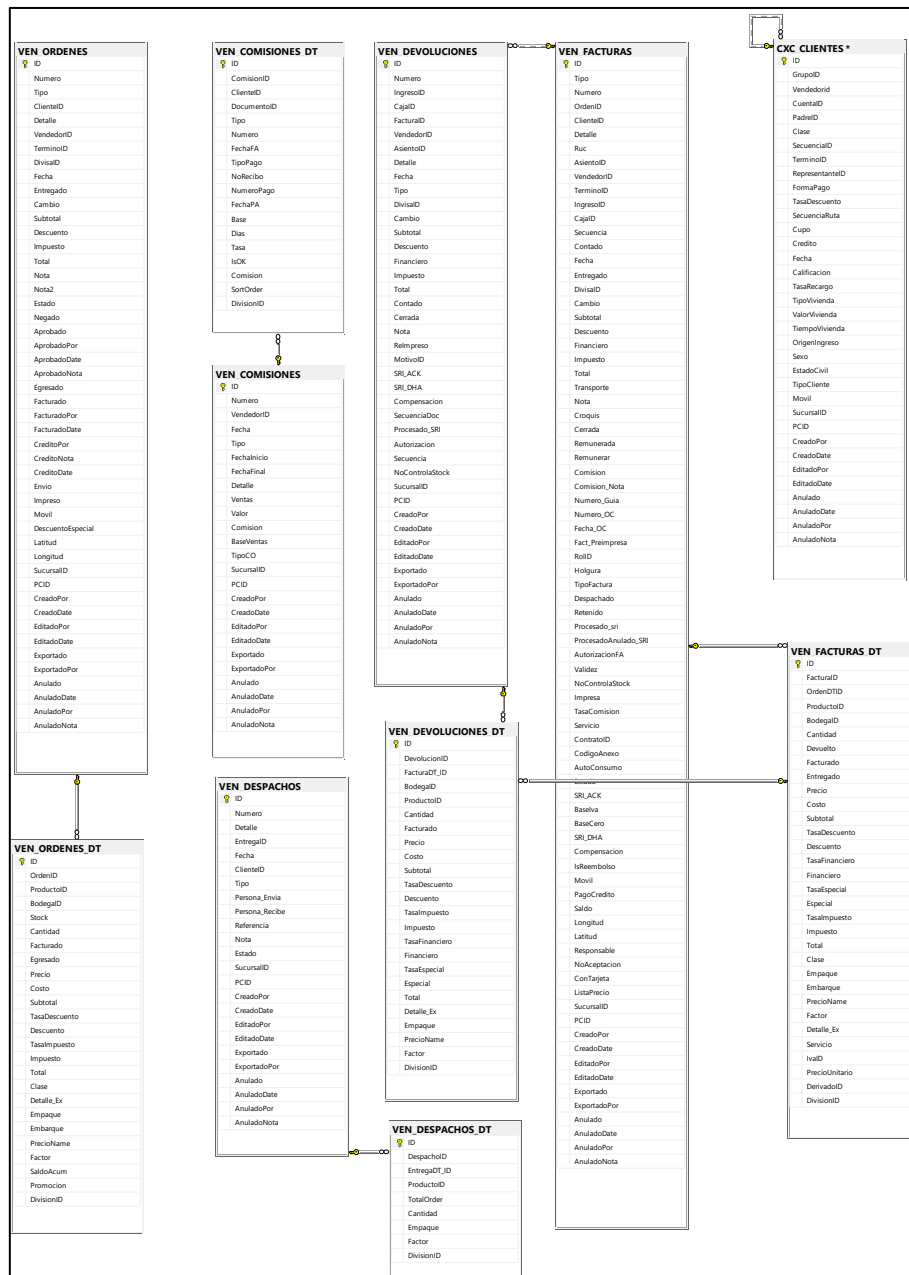 VEN_ORDENES
ID
Numero
Tipo
ClienteID
Detalle
VendedorID
TerminoID
DivisaID
Fecha
Entregado
Cambio
Subtotal
Descuento
Impuesto
Total
Nota
Nota2
Estado
Negado
Aprobado
AprobadoPor
AprobadoDate
AprobadoNota
Egresado
Facturado
FacturadoPor
FacturadoDate
CreditoPor
CreditoNota
CreditoDate
Envio
Impreso
Movil
DescuentoEspecial
Latitud
Longitud
SucursalID
PCID
CreadoPor
CreadoDate
EditadoPor
EditadoDate
Exportado
ExportadoPor
Anulado
AnuladoDate
AnuladoPor
AnuladoNota
VEN_ORDENES_DT
ID
OrdenID
ProductoID
BodegaID
Stock
Cantidad
Facturado
Egresado
Precio
Costo
Subtotal
TasaDescuento
Descuento
TasaImpuesto
Impuesto
Total
Clase
Detalle_Ex
Empaque
Embarque
PrecioName
Factor
SaldoAcum
Promocion
DivisionID
VEN_COMISIONES_DT
ID
ComisionID
ClienteID
DocumentoID
Tipo
Numero
FechaFA
TipoPago
NoRecibo
NumeroPago
FechaPA
Base
Dias
Tasa
IsOK
Comision
SortOrder
DivisionID
VEN_COMISIONES
ID
Numero
VendedorID
Fecha
Tipo
FechaInicio
FechaFinal
Detalle
Ventas
Valor
Comision
BaseVentas
TipoCO
SucursalID
PCID
CreadoPor
CreadoDate
EditadoPor
EditadoDate
Exportado
ExportadoPor
Anulado
AnuladoDate
AnuladoPor
AnuladoNota
VEN_DESPACHOS
ID
Numero
Detalle
EntregaID
Fecha
ClienteID
Tipo
Persona_Envia
Persona_Recibe
Referencia
Nota
Estado
SucursalID
PCID
CreadoPor
CreadoDate
EditadoPor
EditadoDate
Exportado
ExportadoPor
Anulado
AnuladoDate
AnuladoPor
AnuladoNota
VEN_DEVOLUCIONES
ID
Numero
IngresoID
CajaID
FacturaID
VendedorID
AsientoID
Detalle
Fecha
Tipo
DivisaID
Cambio
Subtotal
Descuento
Financiero
Impuesto
Total
Contado
Cerrada
Nota
ReImpreso
MotivoID
SRI_ACK
SRI_DHA
Compensacion
SecuenciaDoc
Procesado_SRI
Autorizacion
Secuencia
NoControlaStock
SucursalID
PCID
CreadoPor
CreadoDate
EditadoPor
EditadoDate
Exportado
ExportadoPor
Anulado
AnuladoDate
AnuladoPor
AnuladoNota
VEN_DEVOLUCIONES_DT
ID
DevolucionID
FacturaDT_ID
BodegaID
ProductoID
Cantidad
Facturado
Precio
Costo
Subtotal
TasaDescuento
Descuento
TasaImpuesto
Impuesto
TasaFinanciero
Financiero
TasaEspecial
Especial
Total
Detalle_Ex
Empaque
PrecioName
Factor
DivisionID
VEN_DESPACHOS_DT
ID
DespachoID
EntregaDT_ID
ProductoID
TotalOrder
Cantidad
Empaque
Factor
DivisionID
VEN_FACTURAS
ID
Tipo
Numero
OrdenID
ClienteID
Detalle
Ruc
AsientoID
VendedorID
TerminoID
IngresoID
CajaID
Secuencia
Contado
Fecha
Entregado
DivisaID
Cambio
Subtotal
Descuento
Financiero
Impuesto
Total
Transporte
Nota
Croquis
Cerrada
Remunerada
Remunerar
Comision
Comision_Nota
Numero_Guia
Numero_OC
Fecha_OC
Fact_Preimpresa
RolID
Holgura
TipoFactura
Despachado
Retenido
Procesado_sri
ProcesadoAnulado_SRI
AutorizacionFA
Validez
NoControlaStock
Impresa
TasaComision
Servicio
ContratoID
CodigoAnexo
AutoConsumo
SRI_ACK
BaseIva
BaseCero
SRI_DHA
Compensacion
IsReembolso
Movil
PagoCredito
Saldo
Longitud
Latitud
Responsable
NoAceptacion
ConTarjeta
ListaPrecio
SucursalID
PCID
CreadoPor
CreadoDate
EditadoPor
EditadoDate
Exportado
ExportadoPor
Anulado
AnuladoDate
AnuladoPor
AnuladoNota
CXC_CLIENTES *
ID
GrupoID
Vendedorid
CuentaID
PadreID
Clase
SecuenciaID
TerminoID
RepresentanteID
FormaPago
TasaDescuento
SecuenciaRuta
Cupo
Credito
Fecha
Calificacion
TasaRecargo
TipoVivienda
ValorVivienda
TiempoVivienda
OrigenIngreso
Sexo
EstadoCivil
TipoCliente
Movil
SucursalID
PCID
CreadoPor
CreadoDate
EditadoPor
EditadoDate
Anulado
AnuladoDate
AnuladoPor
AnuladoNota
VEN_FACTURAS_DT
ID
FacturaID
OrdenDTID
ProductoID
BodegaID
Cantidad
Devuelto
Facturado
Entregado
Precio
Costo
Subtotal
TasaDescuento
Descuento
TasaFinanciero
Financiero
TasaEspecial
Especial
TasaImpuesto
Impuesto
Total
Clase
Empaque
Embarque
PrecioName
Factor
Detalle_Ex
Servicio
IvaID
PrecioUnitario
DerivadoID
DivisionID